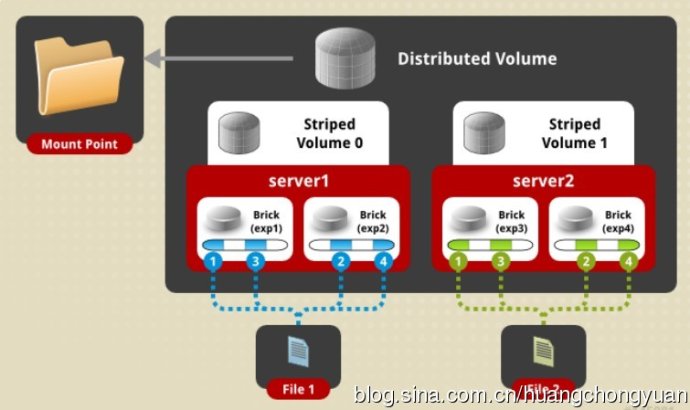 Distributed Volume
Mount Point
Striped
Volume 0
Striped
Volume 1
server1
server2
Brick
(exp1)
Brick
(exp2)
Brick
(exp3)
Brick
(exp4)
1
3
2
4
1
3
2
4
File 1
File 2
blog.sina.com.cn/huangchongyuan